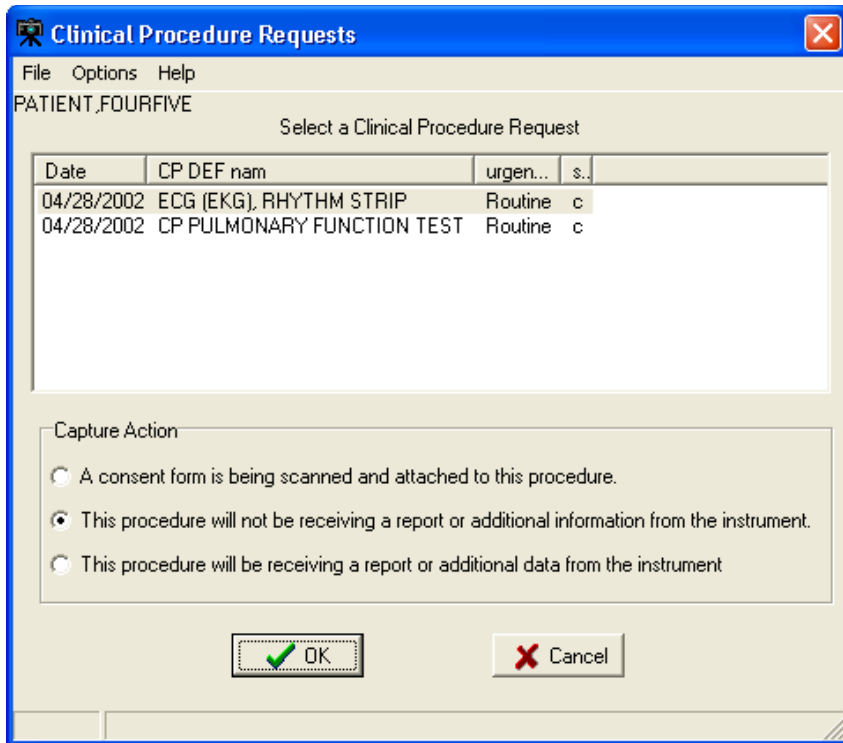 Clinical Procedure Requests
File Options Help
PATIENT,FOURFIVE
Select a Clinical Procedure Request
Date CP DEF nam urgen... s..
04/28/2002 ECG (EKG), RHYTHM STRIP Routine c
04/28/2002 CP PULMONARY FUNCTION TEST Routine c
Capture Action
A consent form is being scanned and attached to this procedure.
This procedure will not be receiving a report or additional information from the instrument.
This procedure will be receiving a report or additional data from the instrument
OK Cancel